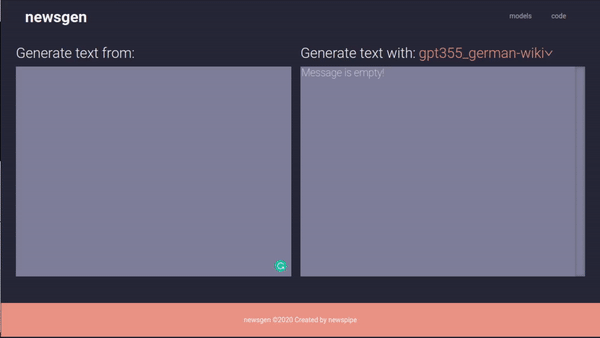 newsgen
models code
Generate text from:
Generate text with: gpt355_german-wiki
Message is empty!
newsgen ©2020 Created by newspipe